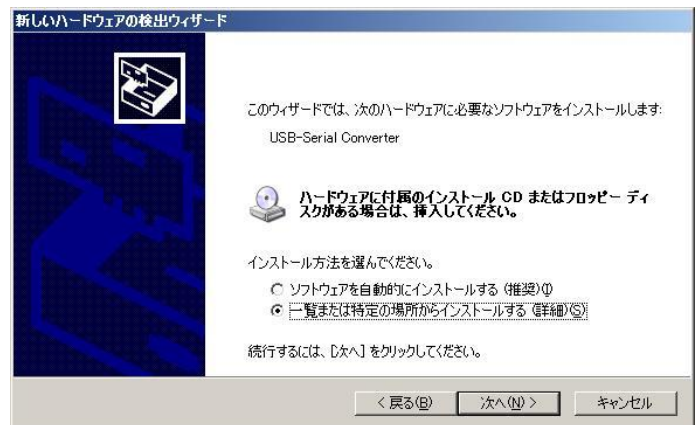 新しいハードウェアの検出ウィザード
このウィザードでは、次のハードウェアに必要なソフトウェアをインストールします:
USB-Serial Converter
ハードウェアに付属のインストール CD またはフロッピー ディ
スクがある場合は、挿入してください。
インストール方法を選んでください。
ソフトウェアを自動的にインストールする (推奨)(I)
一覧または特定の場所からインストールする (詳細)(S)
続行するには、[次へ] をクリックしてください。
< 戻る(B)
次へ(N) >
キャンセル